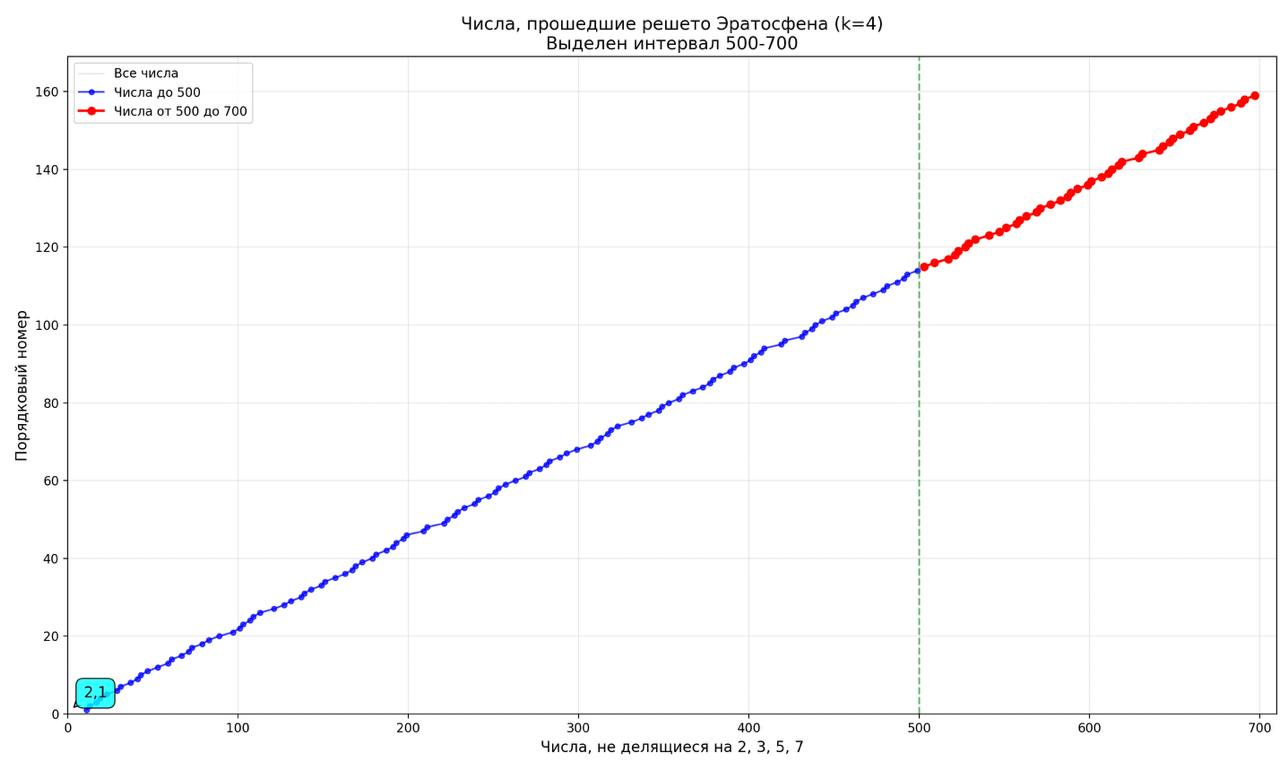 Числа, прошедшие решето Эратосфена (k=4)
Выделен интервал 500-700
Все числа
Числа до 500
Числа от 500 до 700
Порядковый номер
160
140
120
100
80
60
40
20
0
2,1
0 100 200 300 400 500 600 700
Числа, не делящиеся на 2, 3, 5, 7